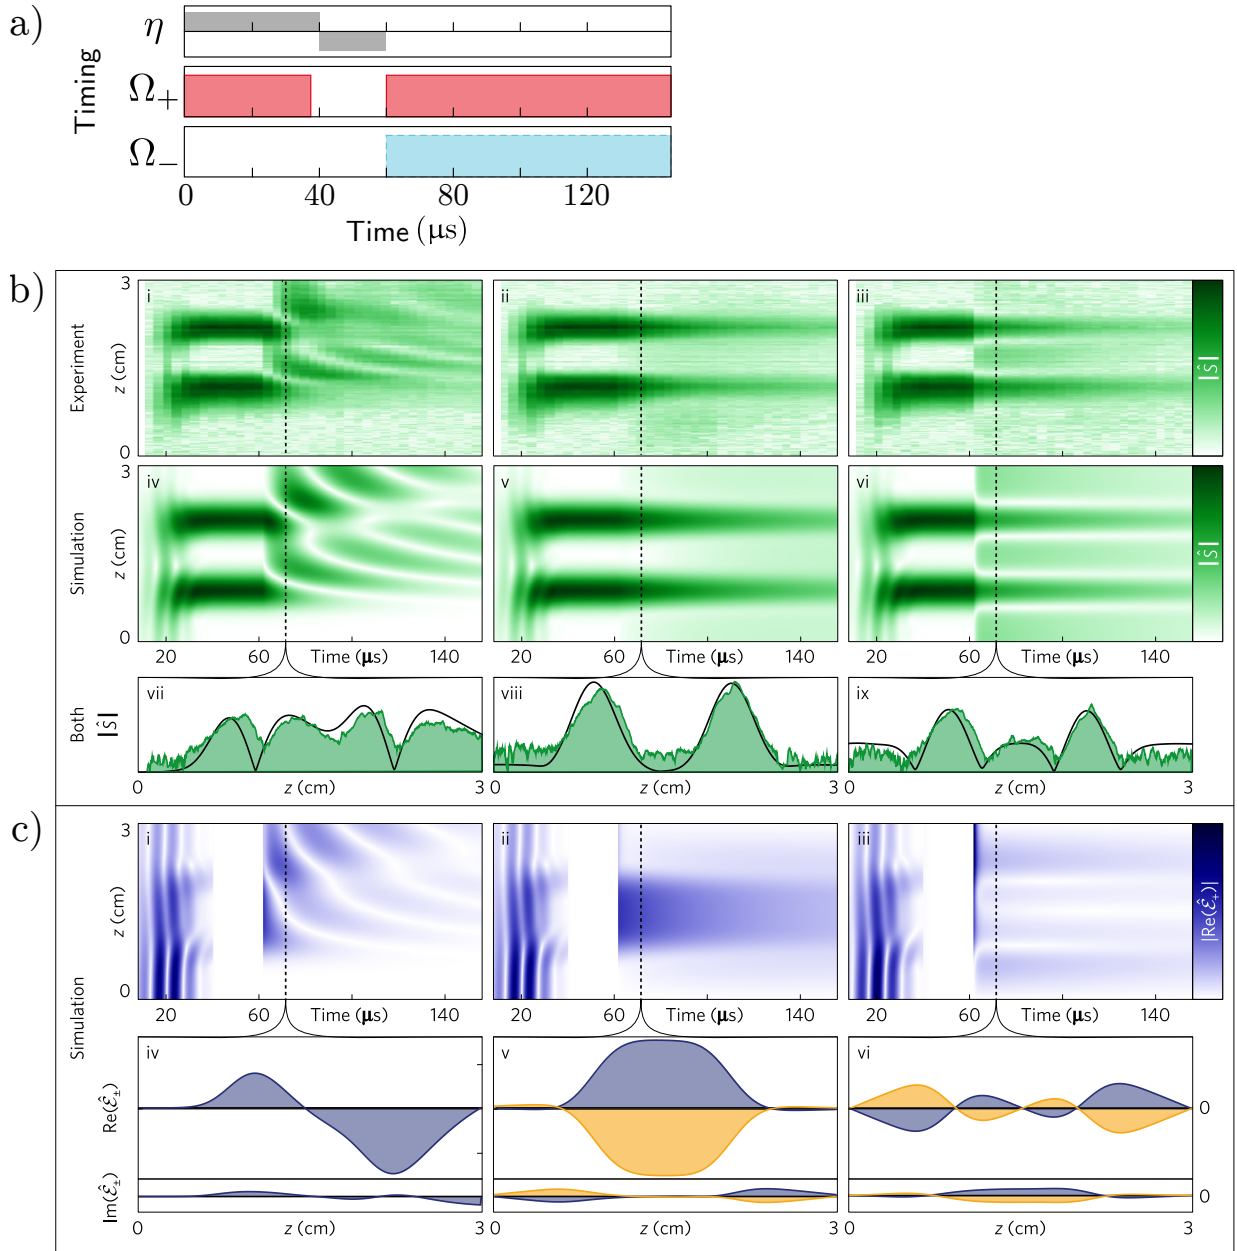 a)
Timing
η
Ω+
Ω−
0 40 80 120
Time (μs)
b)
Experiment
z (cm)
3
0
i
ii
iii
|Ŝ|
Simulation
z (cm)
3
0
iv
v
vi
|Ŝ|
20 60 Time (μs) 140
20 60 Time (μs) 140
20 60 Time (μs) 140
Both
|Ŝ|
vii
viii
ix
0 z (cm) 3
0 z (cm) 3
0 z (cm) 3
c)
Simulation
z (cm)
3
0
i
ii
iii
|Re(ℰ̂±)|
20 60 Time (μs) 140
20 60 Time (μs) 140
20 60 Time (μs) 140
Re(ℰ̂±)
iv
v
vi
0
Im(ℰ̂±)
0
0 z (cm) 3
0 z (cm) 3
0 z (cm) 3